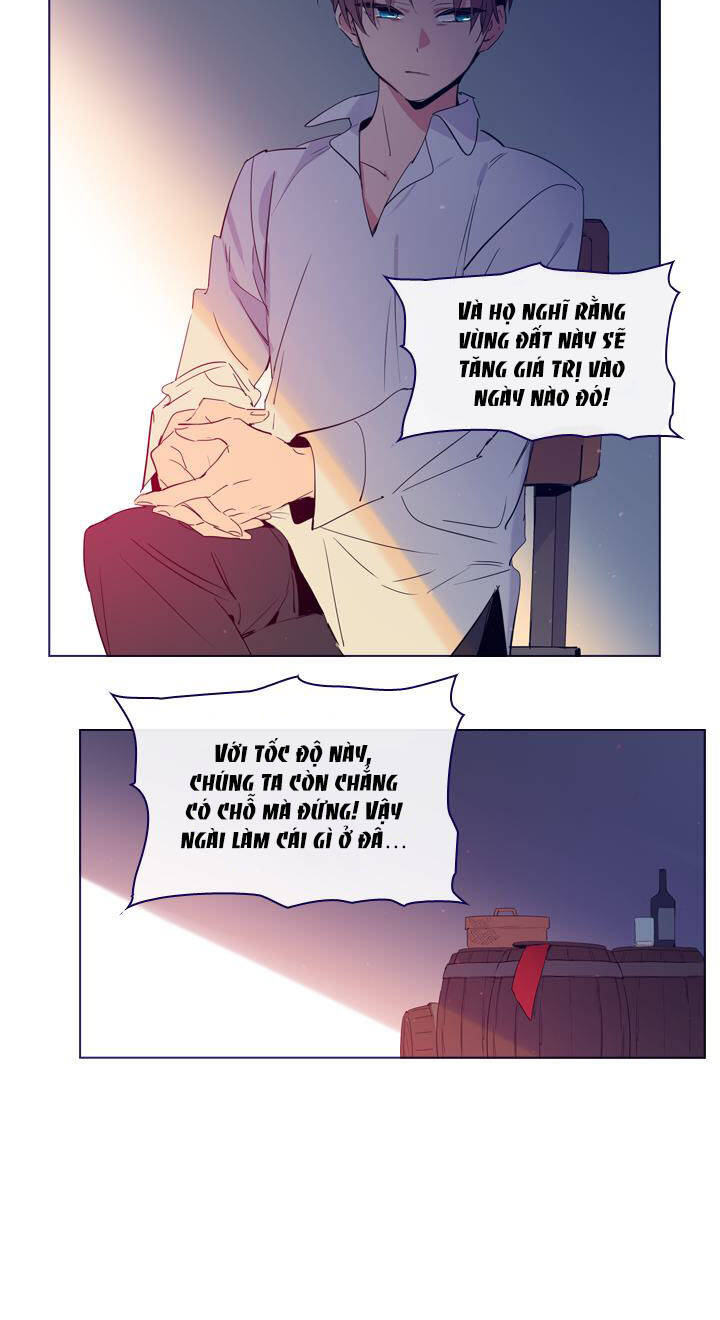 Và họ nghĩ rằng
vùng đất này sẽ
tăng giá trị vào
ngày nào đó!
Với tốc độ này,
chúng ta còn chẳng
có chỗ mà đứng! Vậy
ngài làm cái gì ở đâ...